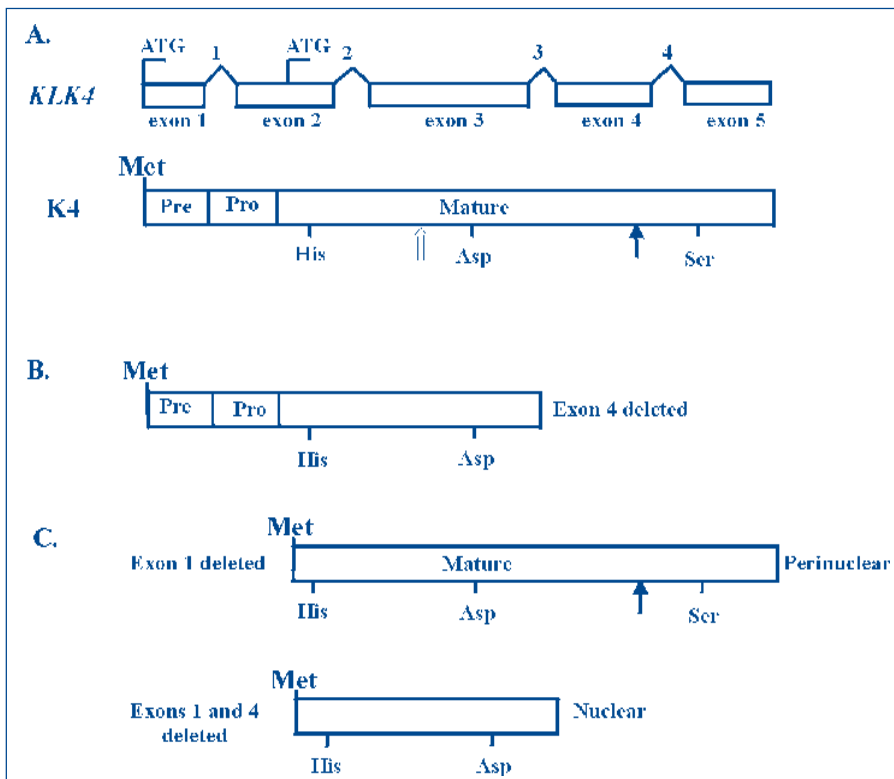 A.
ATG 1 ATG 2 3 4
KLK4
exon 1 exon 2 exon 3 exon 4 exon 5
Met
K4 Pre Pro Mature
His Asp Ser
B.
Met
Pre Pro Exon 4 deleted
His Asp
C.
Met
Exon 1 deleted Mature Perinuclear
His Asp Ser
Met
Exons 1 and 4 Nuclear
deleted
His Asp